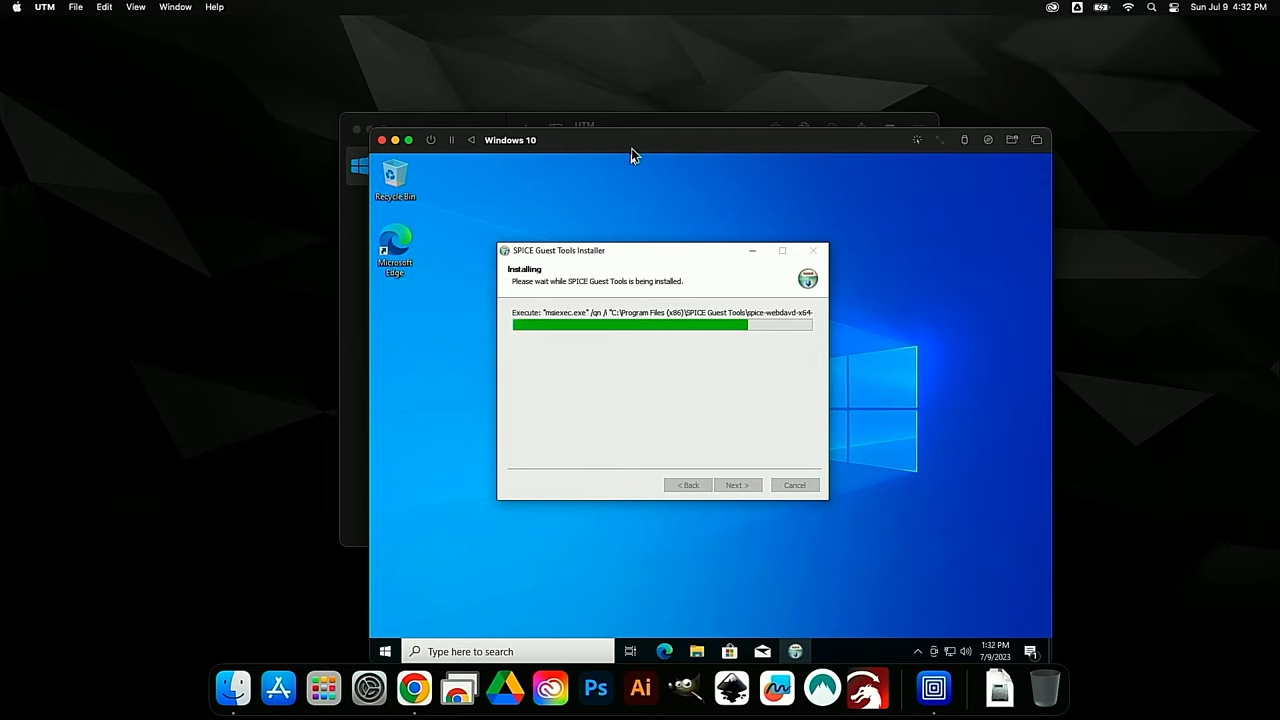 UTM File Edit View Window Help
Sun Jul 9 4:32 PM
UTM
Windows 10
Recycle Bin
Microsoft
Edge
SPICE Guest Tools Installer
Installing
Please wait while SPICE Guest Tools is being installed.
Execute: "msiexec.exe" /qn /i "C:\Program Files (x86)\SPICE Guest Tools\spice-webdavd-x64-
< Back Next > Cancel
Type here to search
1:32 PM
7/9/2023
1
Ps Ai